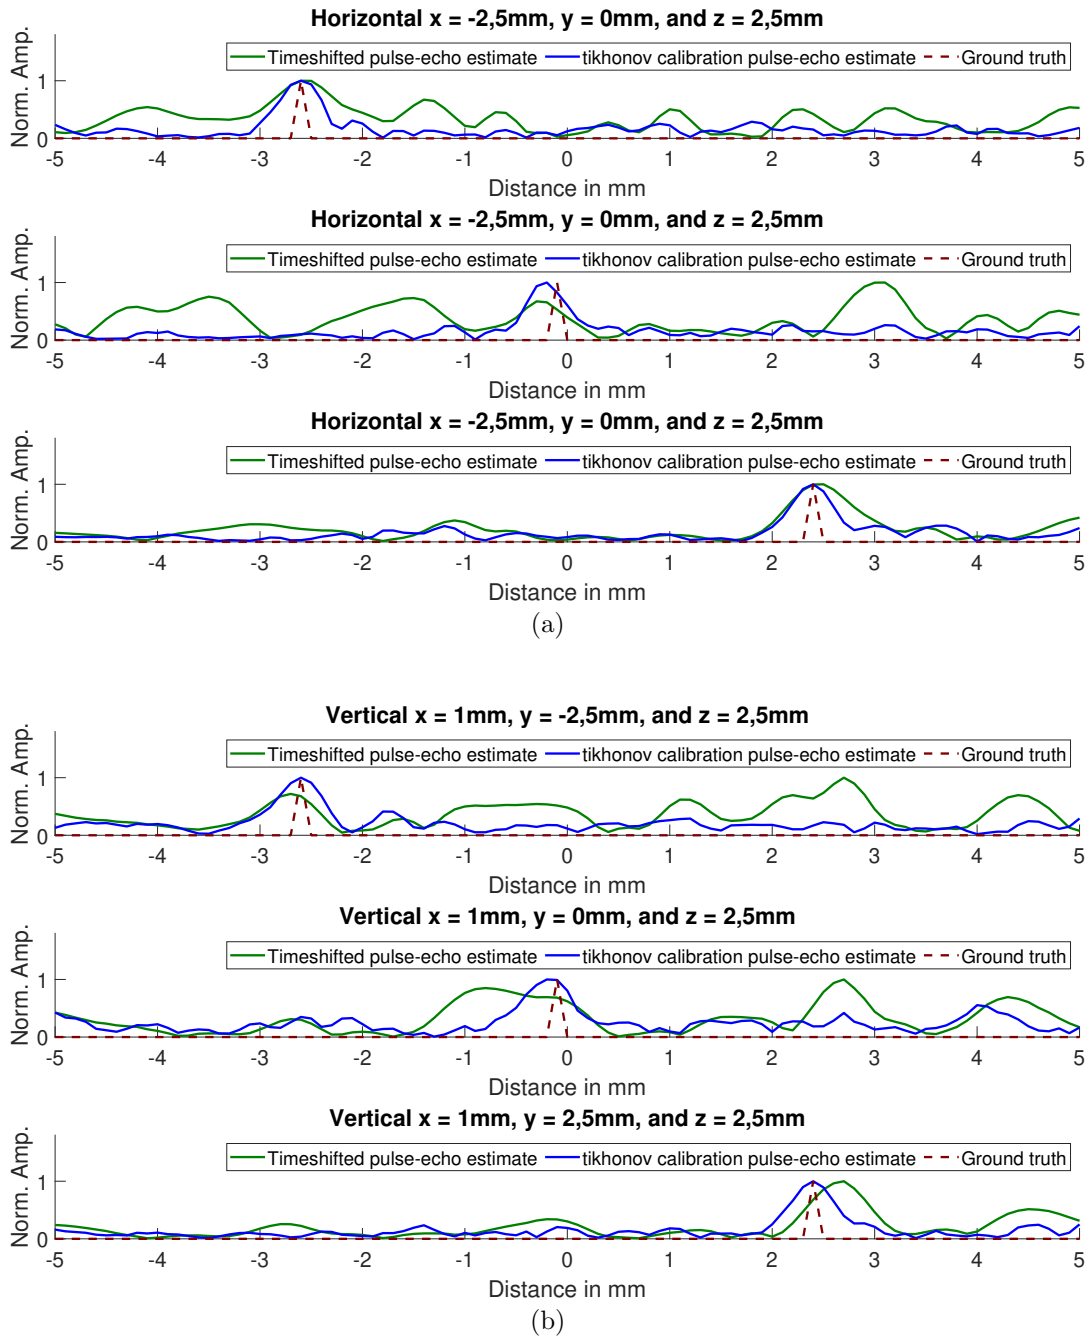 Horizontal x = -2,5mm, y = 0mm, and z = 2,5mm
Timeshifted pulse-echo estimate tikhonov calibration pulse-echo estimate Ground truth
Norm. Amp.
1
0
-5 -4 -3 -2 -1 0 1 2 3 4 5
Distance in mm
Horizontal x = -2,5mm, y = 0mm, and z = 2,5mm
Timeshifted pulse-echo estimate tikhonov calibration pulse-echo estimate Ground truth
Norm. Amp.
1
0
-5 -4 -3 -2 -1 0 1 2 3 4 5
Distance in mm
Horizontal x = -2,5mm, y = 0mm, and z = 2,5mm
Timeshifted pulse-echo estimate tikhonov calibration pulse-echo estimate Ground truth
Norm. Amp.
1
0
-5 -4 -3 -2 -1 0 1 2 3 4 5
Distance in mm
(a)
Vertical x = 1mm, y = -2,5mm, and z = 2,5mm
Timeshifted pulse-echo estimate tikhonov calibration pulse-echo estimate Ground truth
Norm. Amp.
1
0
-5 -4 -3 -2 -1 0 1 2 3 4 5
Distance in mm
Vertical x = 1mm, y = 0mm, and z = 2,5mm
Timeshifted pulse-echo estimate tikhonov calibration pulse-echo estimate Ground truth
Norm. Amp.
1
0
-5 -4 -3 -2 -1 0 1 2 3 4 5
Distance in mm
Vertical x = 1mm, y = 2,5mm, and z = 2,5mm
Timeshifted pulse-echo estimate tikhonov calibration pulse-echo estimate Ground truth
Norm. Amp.
1
0
-5 -4 -3 -2 -1 0 1 2 3 4 5
Distance in mm
(b)